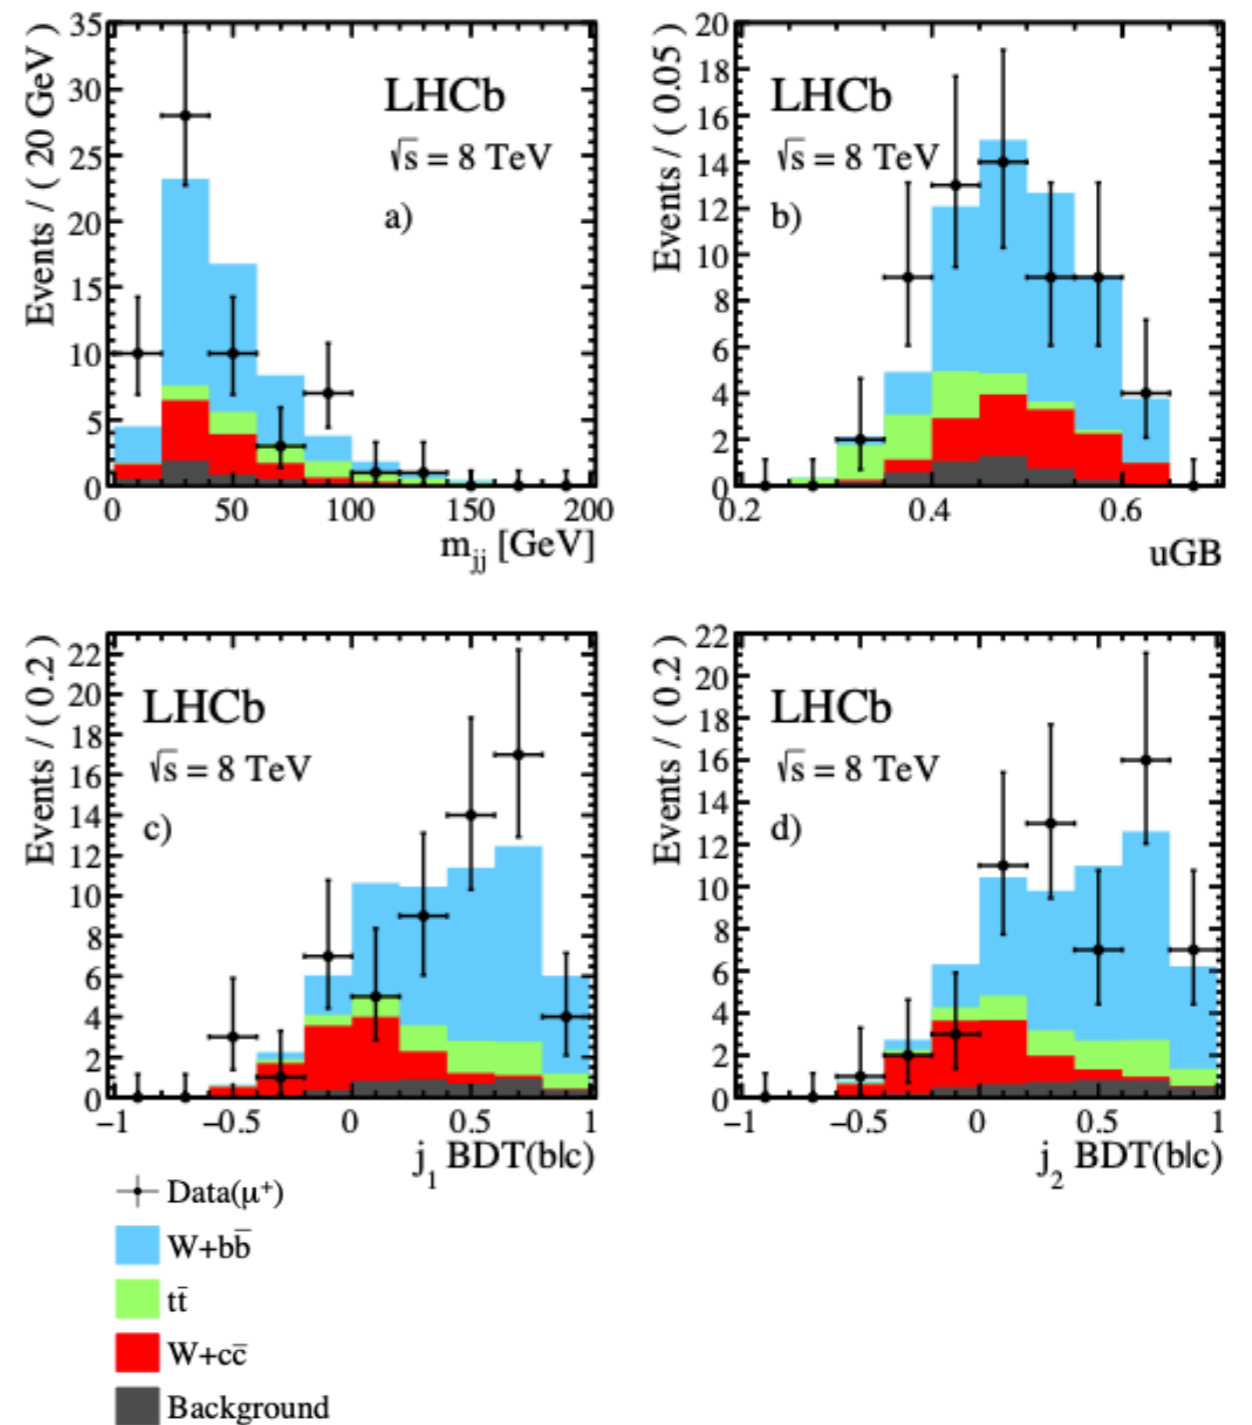 Events / ( 20 GeV )
35
30
25
20
15
10
5
0
0 50 100 150 200
m_jj [GeV]
LHCb
√s = 8 TeV
a)
Events / ( 0.05 )
20
18
16
14
12
10
8
6
4
2
0
0.2 0.4 0.6
uGB
LHCb
√s = 8 TeV
b)
Events / ( 0.2 )
22
20
18
16
14
12
10
8
6
4
2
0
−1 −0.5 0 0.5 1
j_1 BDT(b|c)
LHCb
√s = 8 TeV
c)
Events / ( 0.2 )
22
20
18
16
14
12
10
8
6
4
2
0
−1 −0.5 0 0.5 1
j_2 BDT(b|c)
LHCb
√s = 8 TeV
d)
Data(μ⁺)
W+bb̅
tt̅
W+cc̅
Background